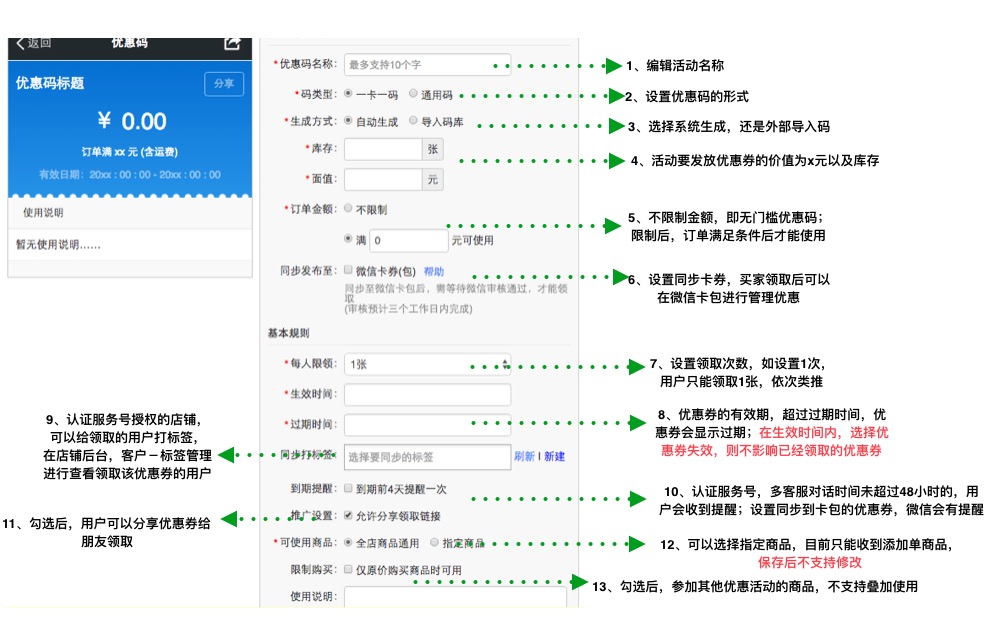 返回
优惠码
优惠码标题
分享
¥ 0.00
订单满 xx 元 (含运费)
有效日期: 20xx : 00 : 00 - 20xx : 00 : 00
使用说明
暂无使用说明......
*优惠码名称:
最多支持10个字
*码类型:
一卡一码
通用码
*生成方式:
自动生成
导入码库
*库存:
张
*面值:
元
*订单金额:
不限制
满
0
元可使用
同步发布至:
微信卡券(包)
帮助
同步至微信卡包后，需等待微信审核通过，才能领
取
(审核预计三个工作日内完成)
基本规则
*每人限领:
1张
*生效时间:
*过期时间:
同步打标签:
选择要同步的标签
刷新 | 新建
到期提醒:
到期前4天提醒一次
推广设置:
允许分享领取链接
*可使用商品:
全店商品通用
指定商品
限制购买:
仅原价购买商品时可用
使用说明:
1、编辑活动名称
2、设置优惠码的形式
3、选择系统生成，还是外部导入码
4、活动要发放优惠券的价值为x元以及库存
5、不限制金额，即无门槛优惠码；
限制后，订单满足条件后才能使用
6、设置同步卡券，买家领取后可以
在微信卡包进行管理优惠
7、设置领取次数，如设置1次，
用户只能领取1张，依次类推
8、优惠券的有效期，超过过期时间，优
惠券会显示过期；在生效时间内，选择优
惠券失效，则不影响已经领取的优惠券
9、认证服务号授权的店铺，
可以给领取的用户打标签，
在店铺后台，客户－标签管理
进行查看领取该优惠券的用户
10、认证服务号，多客服对话时间未超过48小时的，用
户会收到提醒；设置同步到卡包的优惠券，微信会有提醒
11、勾选后，用户可以分享优惠券给
朋友领取
12、可以选择指定商品，目前只能收到添加单商品，
保存后不支持修改
13、勾选后，参加其他优惠活动的商品，不支持叠加使用